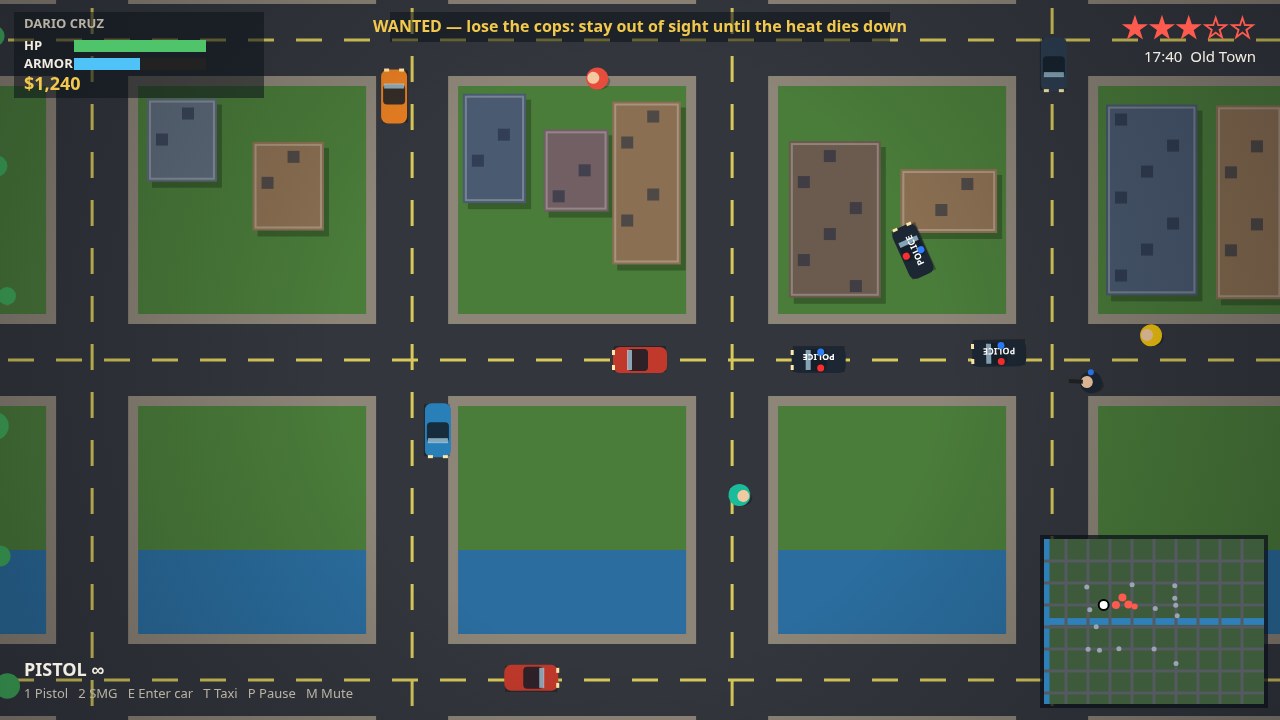 DARIO CRUZ
HP
ARMOR
$1,240
WANTED — lose the cops: stay out of sight until the heat dies down
17:40 Old Town
POLICE
POLICE
POLICE
PISTOL ∞
1 Pistol 2 SMG E Enter car T Taxi P Pause M Mute